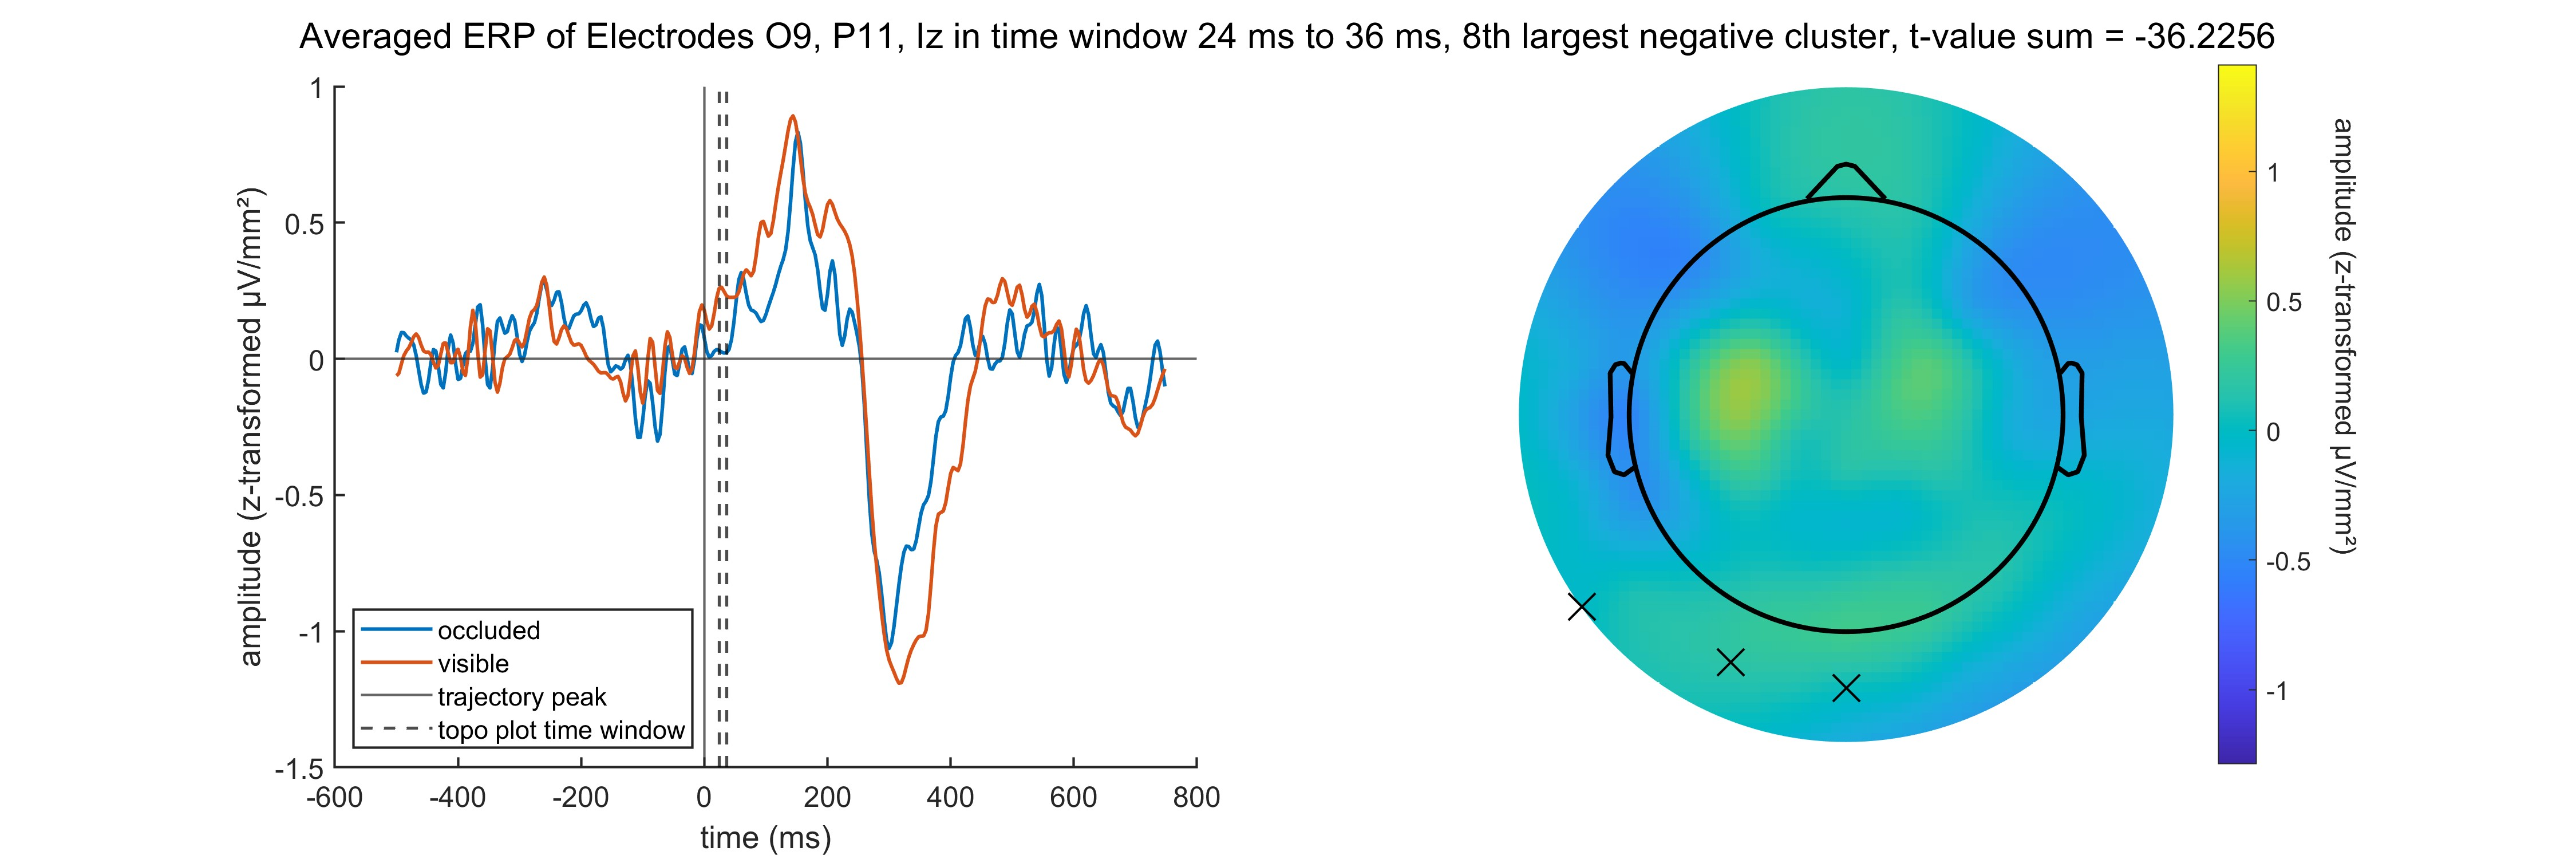 Averaged ERP of Electrodes O9, P11, Iz in time window 24 ms to 36 ms, 8th largest negative cluster, t-value sum = -36.2256
amplitude (z-transformed µV/mm²)
1
0.5
0
-0.5
-1
-1.5
occluded
visible
trajectory peak
topo plot time window
-600 -400 -200 0 200 400 600 800
time (ms)
1
0.5
0
-0.5
-1
amplitude (z-transformed µV/mm²)